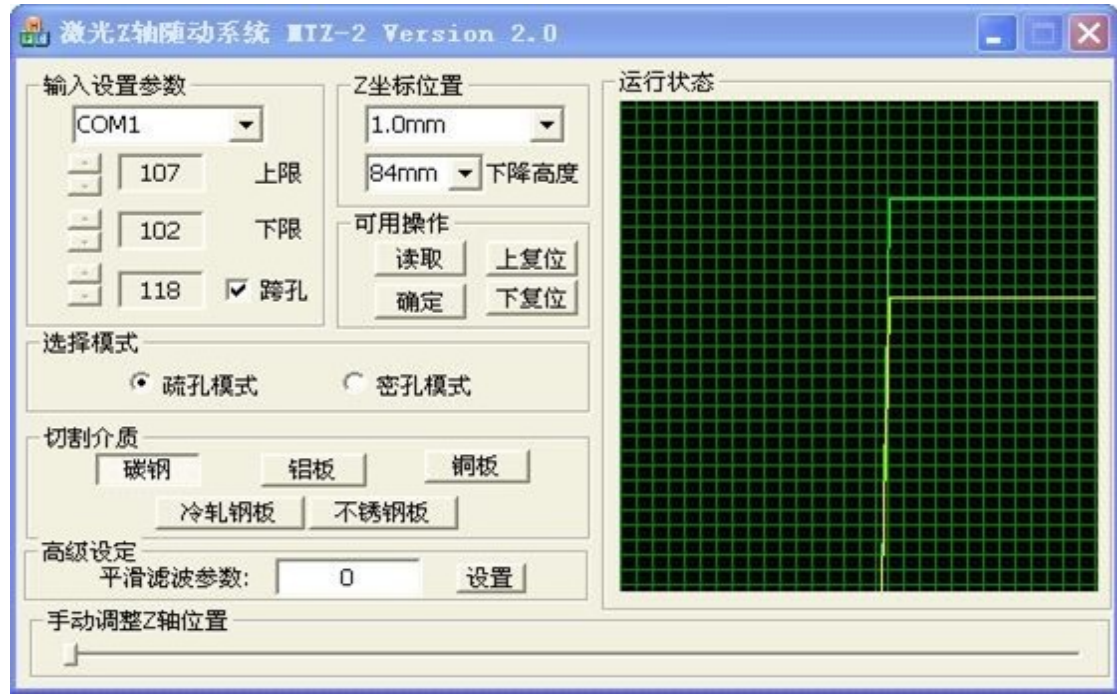 激光Z轴随动系统 MTZ-2 Version 2.0
输入设置参数
COM1
107 上限
102 下限
118 跨孔
Z坐标位置
1.0mm
84mm 下降高度
可用操作
读取 上复位
确定 下复位
运行状态
选择模式
疏孔模式 密孔模式
切割介质
碳钢 铝板 铜板
冷轧钢板 不锈钢板
高级设定
平滑滤波参数: 0 设置
手动调整Z轴位置